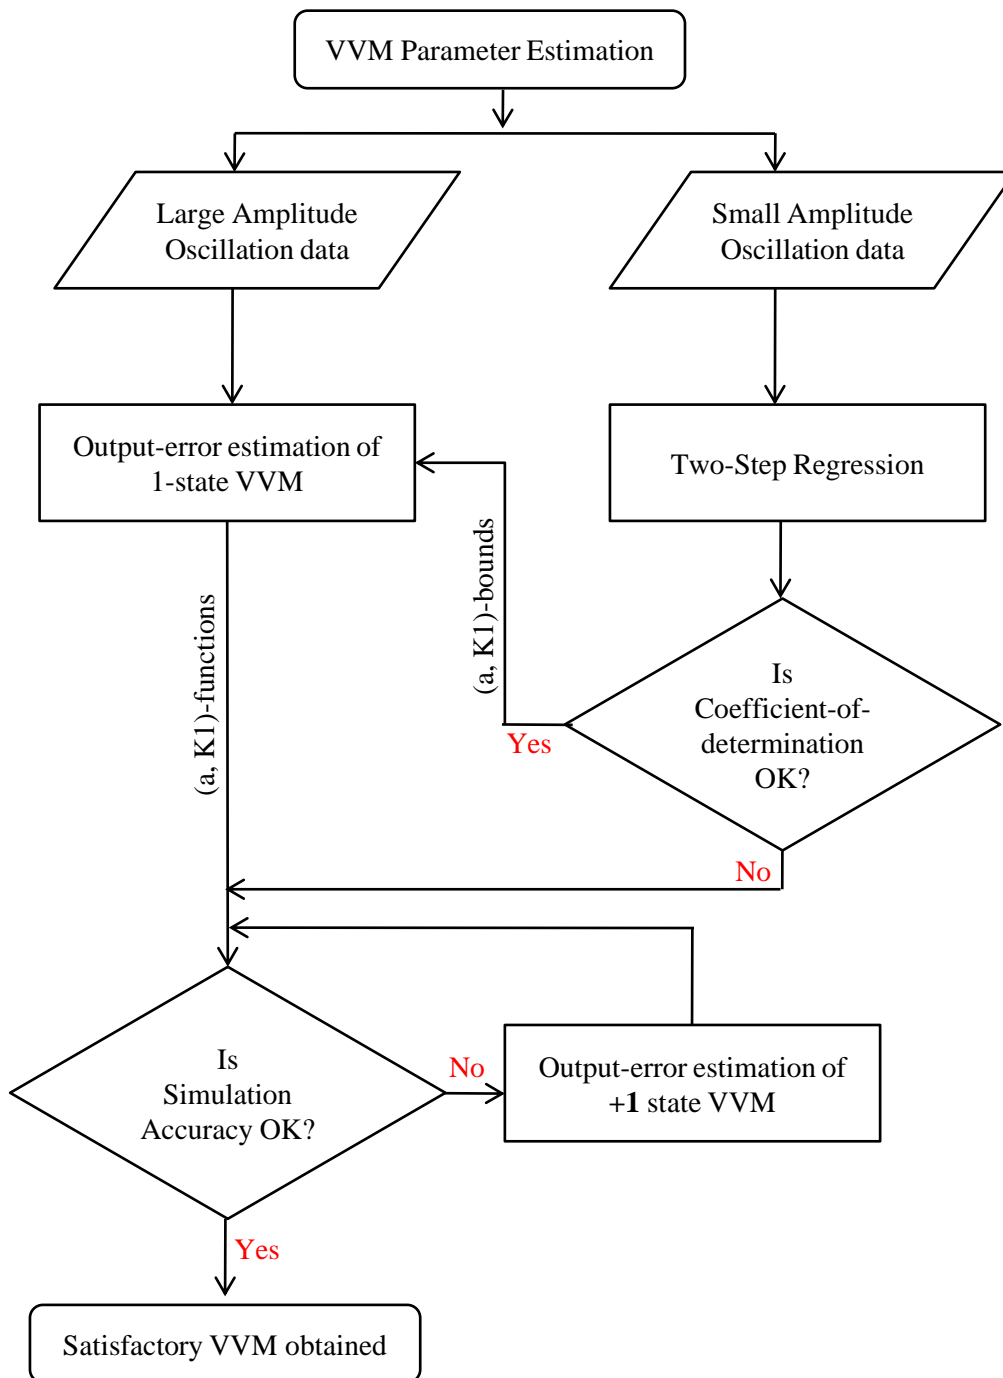 VVM Parameter Estimation
Large Amplitude
Oscillation data
Small Amplitude
Oscillation data
Output-error estimation of
1-state VVM
Two-Step Regression
(a, K1)-functions
(a, K1)-bounds
Is
Coefficient-of-
determination
OK?
Yes
No
Is
Simulation
Accuracy OK?
No
Output-error estimation of
+1 state VVM
Yes
Satisfactory VVM obtained